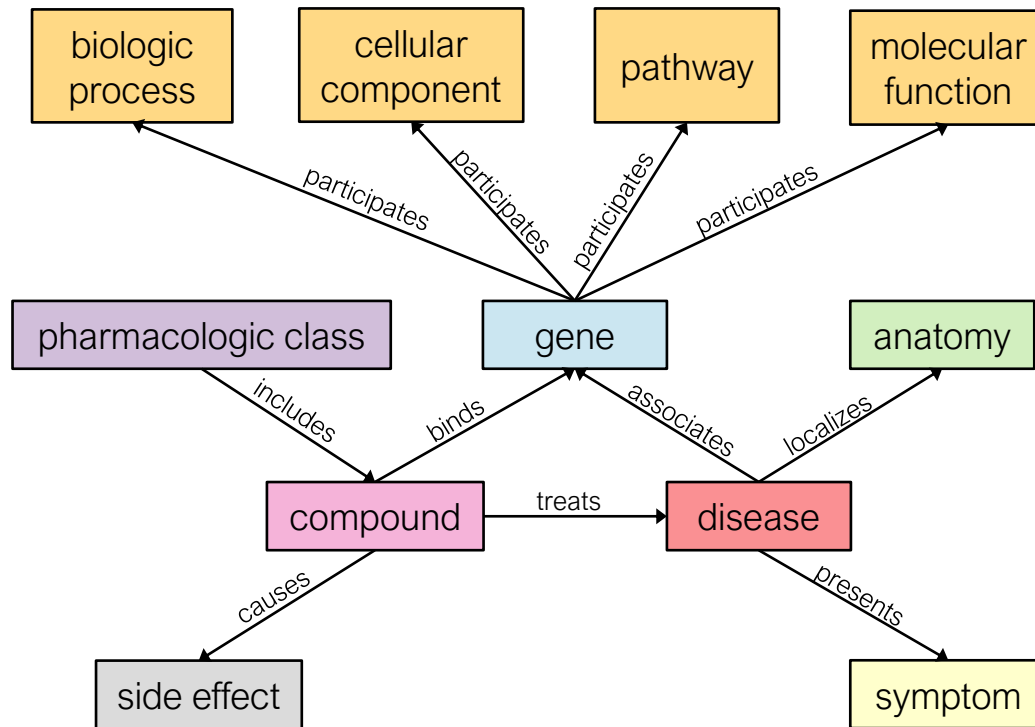 biologic
process
cellular
component
pathway
molecular
function
participates
participates
participates
participates
pharmacologic class
gene
anatomy
includes
binds
associates
localizes
compound
treats
disease
causes
presents
side effect
symptom